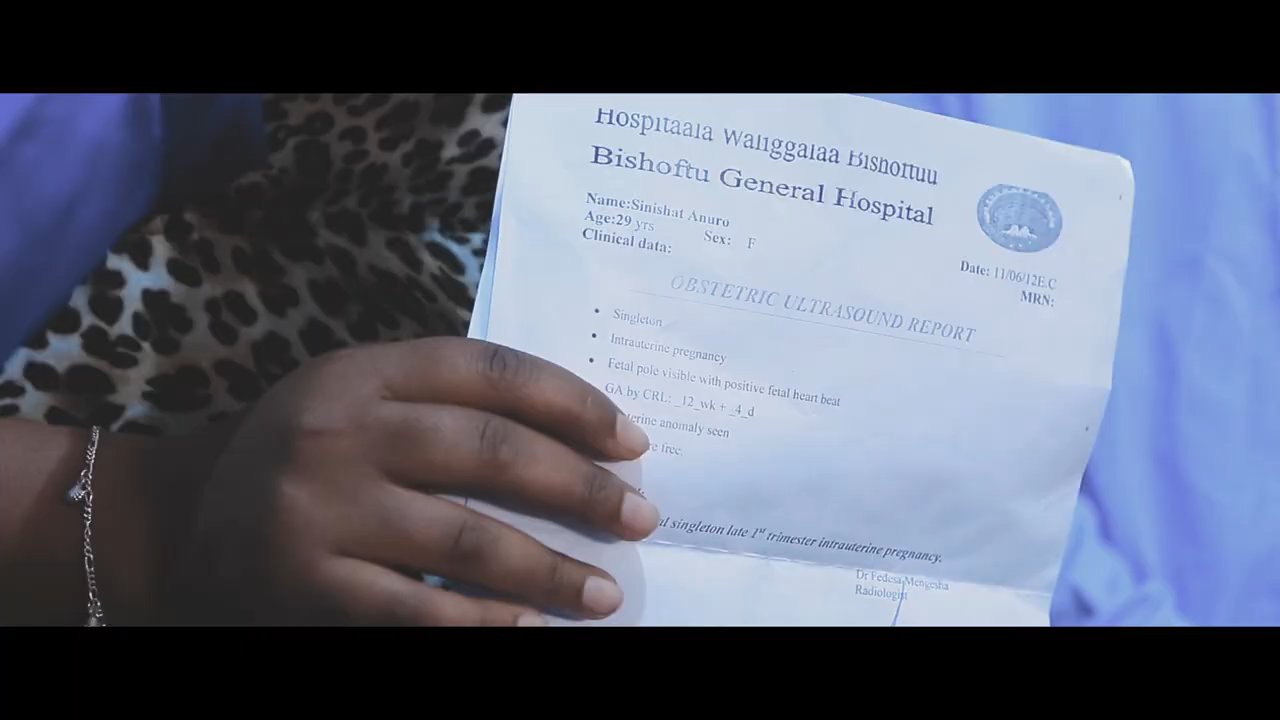 Hospitaala Waliggalaa Bishoftuu
Bishoftu General Hospital
Name:Sinishat Anuro
Age:29 yrs Sex: F
Clinical data:
Date: 11/06/12E.C
MRN:
OBSTETRIC ULTRASOUND REPORT
• Singleton
• Intrauterine pregnancy
• Fetal pole visible with positive fetal heart beat
GA by CRL: _12_wk + _4_d
anomaly seen
free.
singleton late 1st trimester intrauterine pregnancy.
Dr Fedesa Mengesha
Radiologist